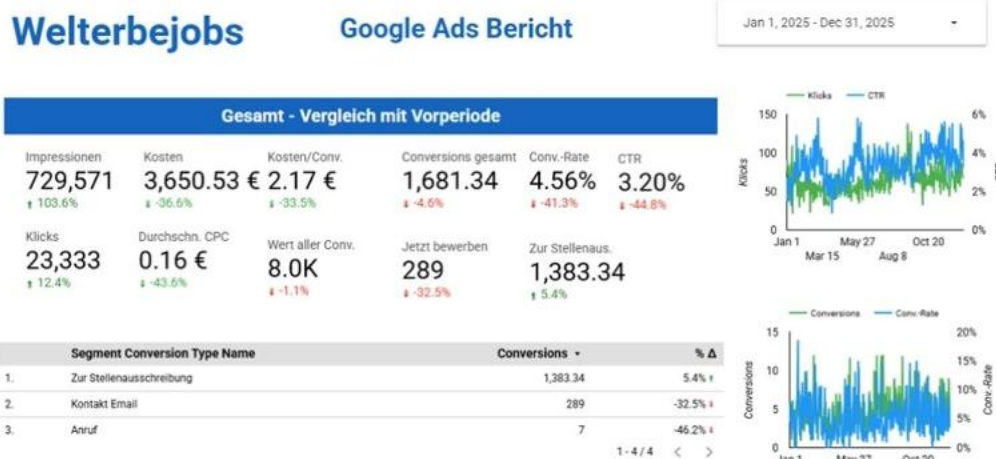 Welterbejobs
Google Ads Bericht
Jan 1, 2025 - Dec 31, 2025
Gesamt - Vergleich mit Vorperiode
Impressionen Kosten Kosten/Conv. Conversions gesamt Conv.-Rate CTR
729,571 3,650.53 € 2.17 € 1,681.34 4.56% 3.20%
103.6% -36.6% -33.5% -4.6% -41.3% -44.8%
Klicks Durchschn. CPC Wert aller Conv. Jetzt bewerben Zur Stellenaus.
23,333 0.16 € 8.0K 289 1,383.34
12.4% -43.6% -1.1% -32.5% 5.4%
Segment Conversion Type Name Conversions % Δ
1. Zur Stellenausschreibung 1,383.34 5.4%
2. Kontakt Email 289 -32.5%
3. Anruf 7 -46.2%
1-4/4 < >
Klicks CTR
150 6%
100 4%
50 2%
0 0%
Klicks
Jan 1 May 27 Oct 20
Mar 15 Aug 8
Conversions Conv.-Rate
15 20%
15%
10 10%
5 5%
0 0%
Conversions
Conv.-Rate